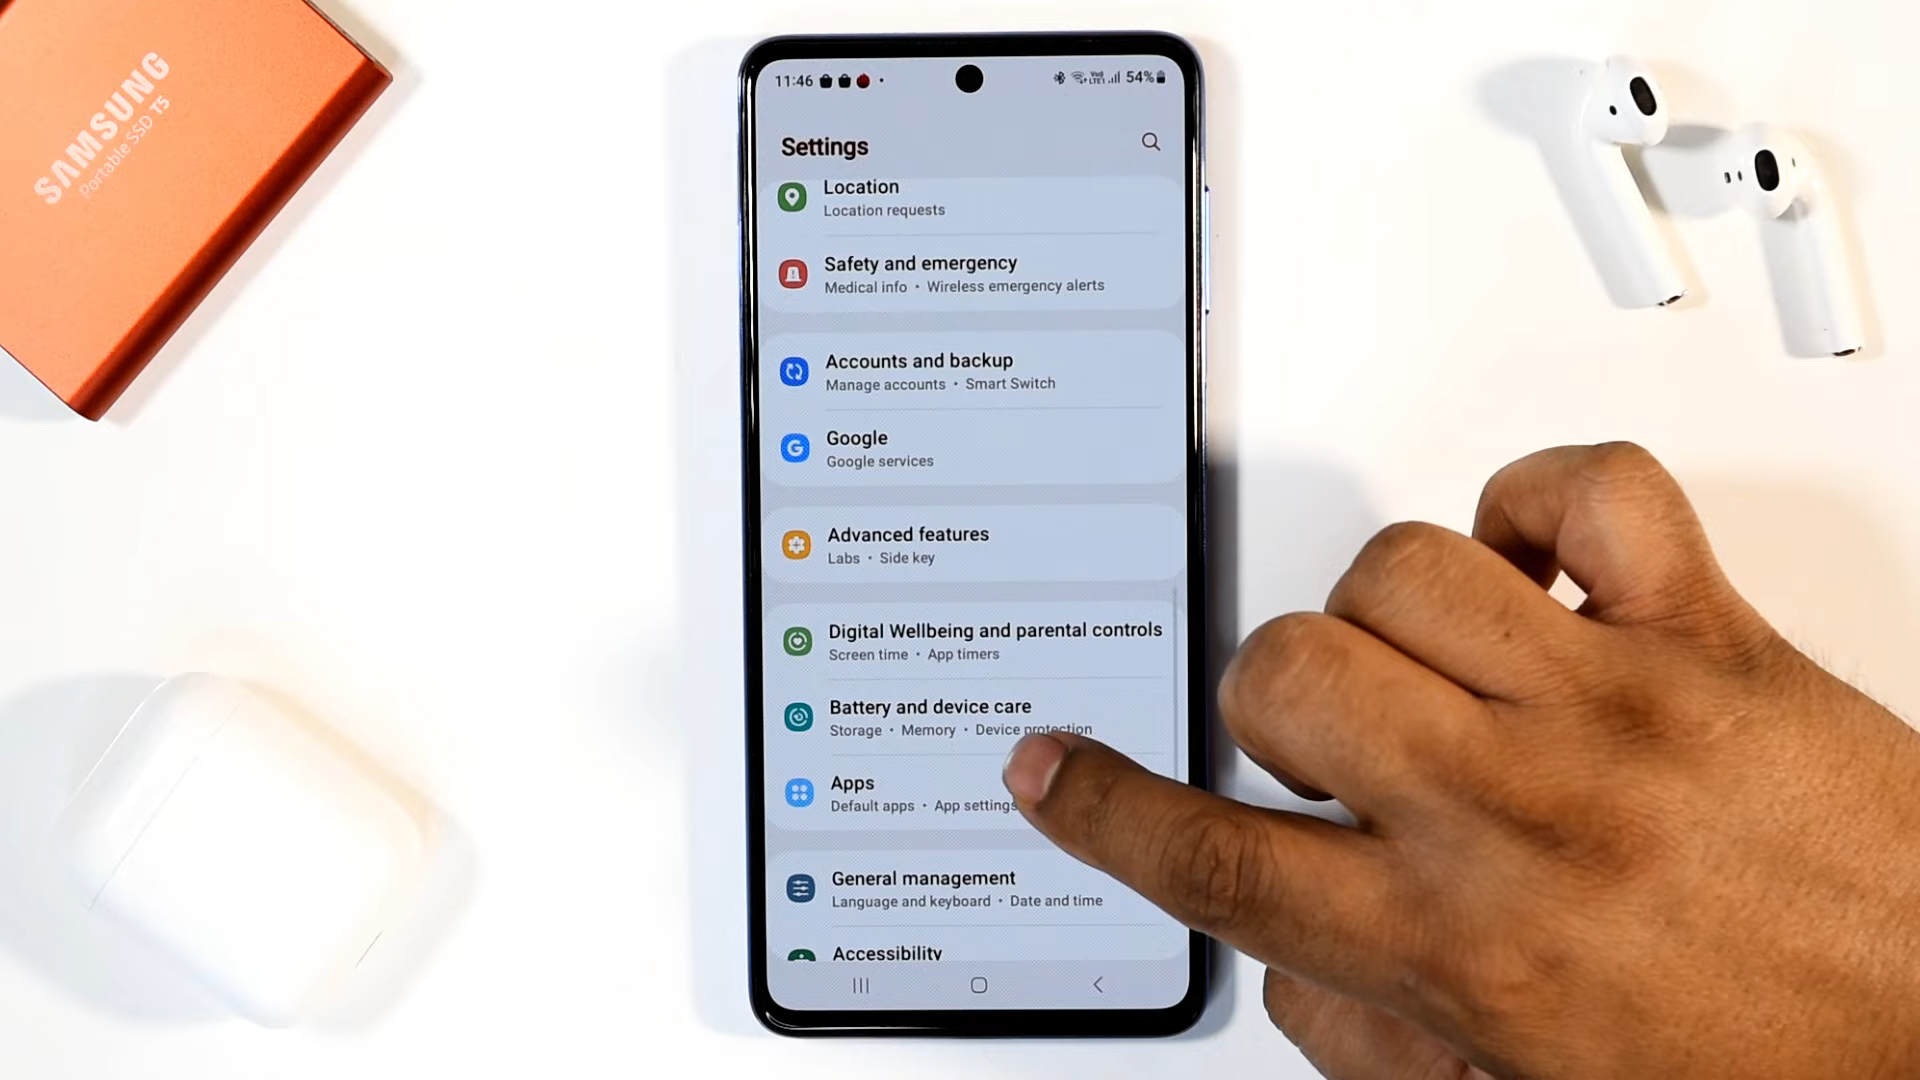 SAMSUNG
Portable SSD T5
11:46
54%
Settings
Location
Location requests
Safety and emergency
Medical info • Wireless emergency alerts
Accounts and backup
Manage accounts • Smart Switch
Google
Google services
Advanced features
Labs • Side key
Digital Wellbeing and parental controls
Screen time • App timers
Battery and device care
Storage • Memory • Device protection
Apps
Default apps • App settings
General management
Language and keyboard • Date and time
Accessibility